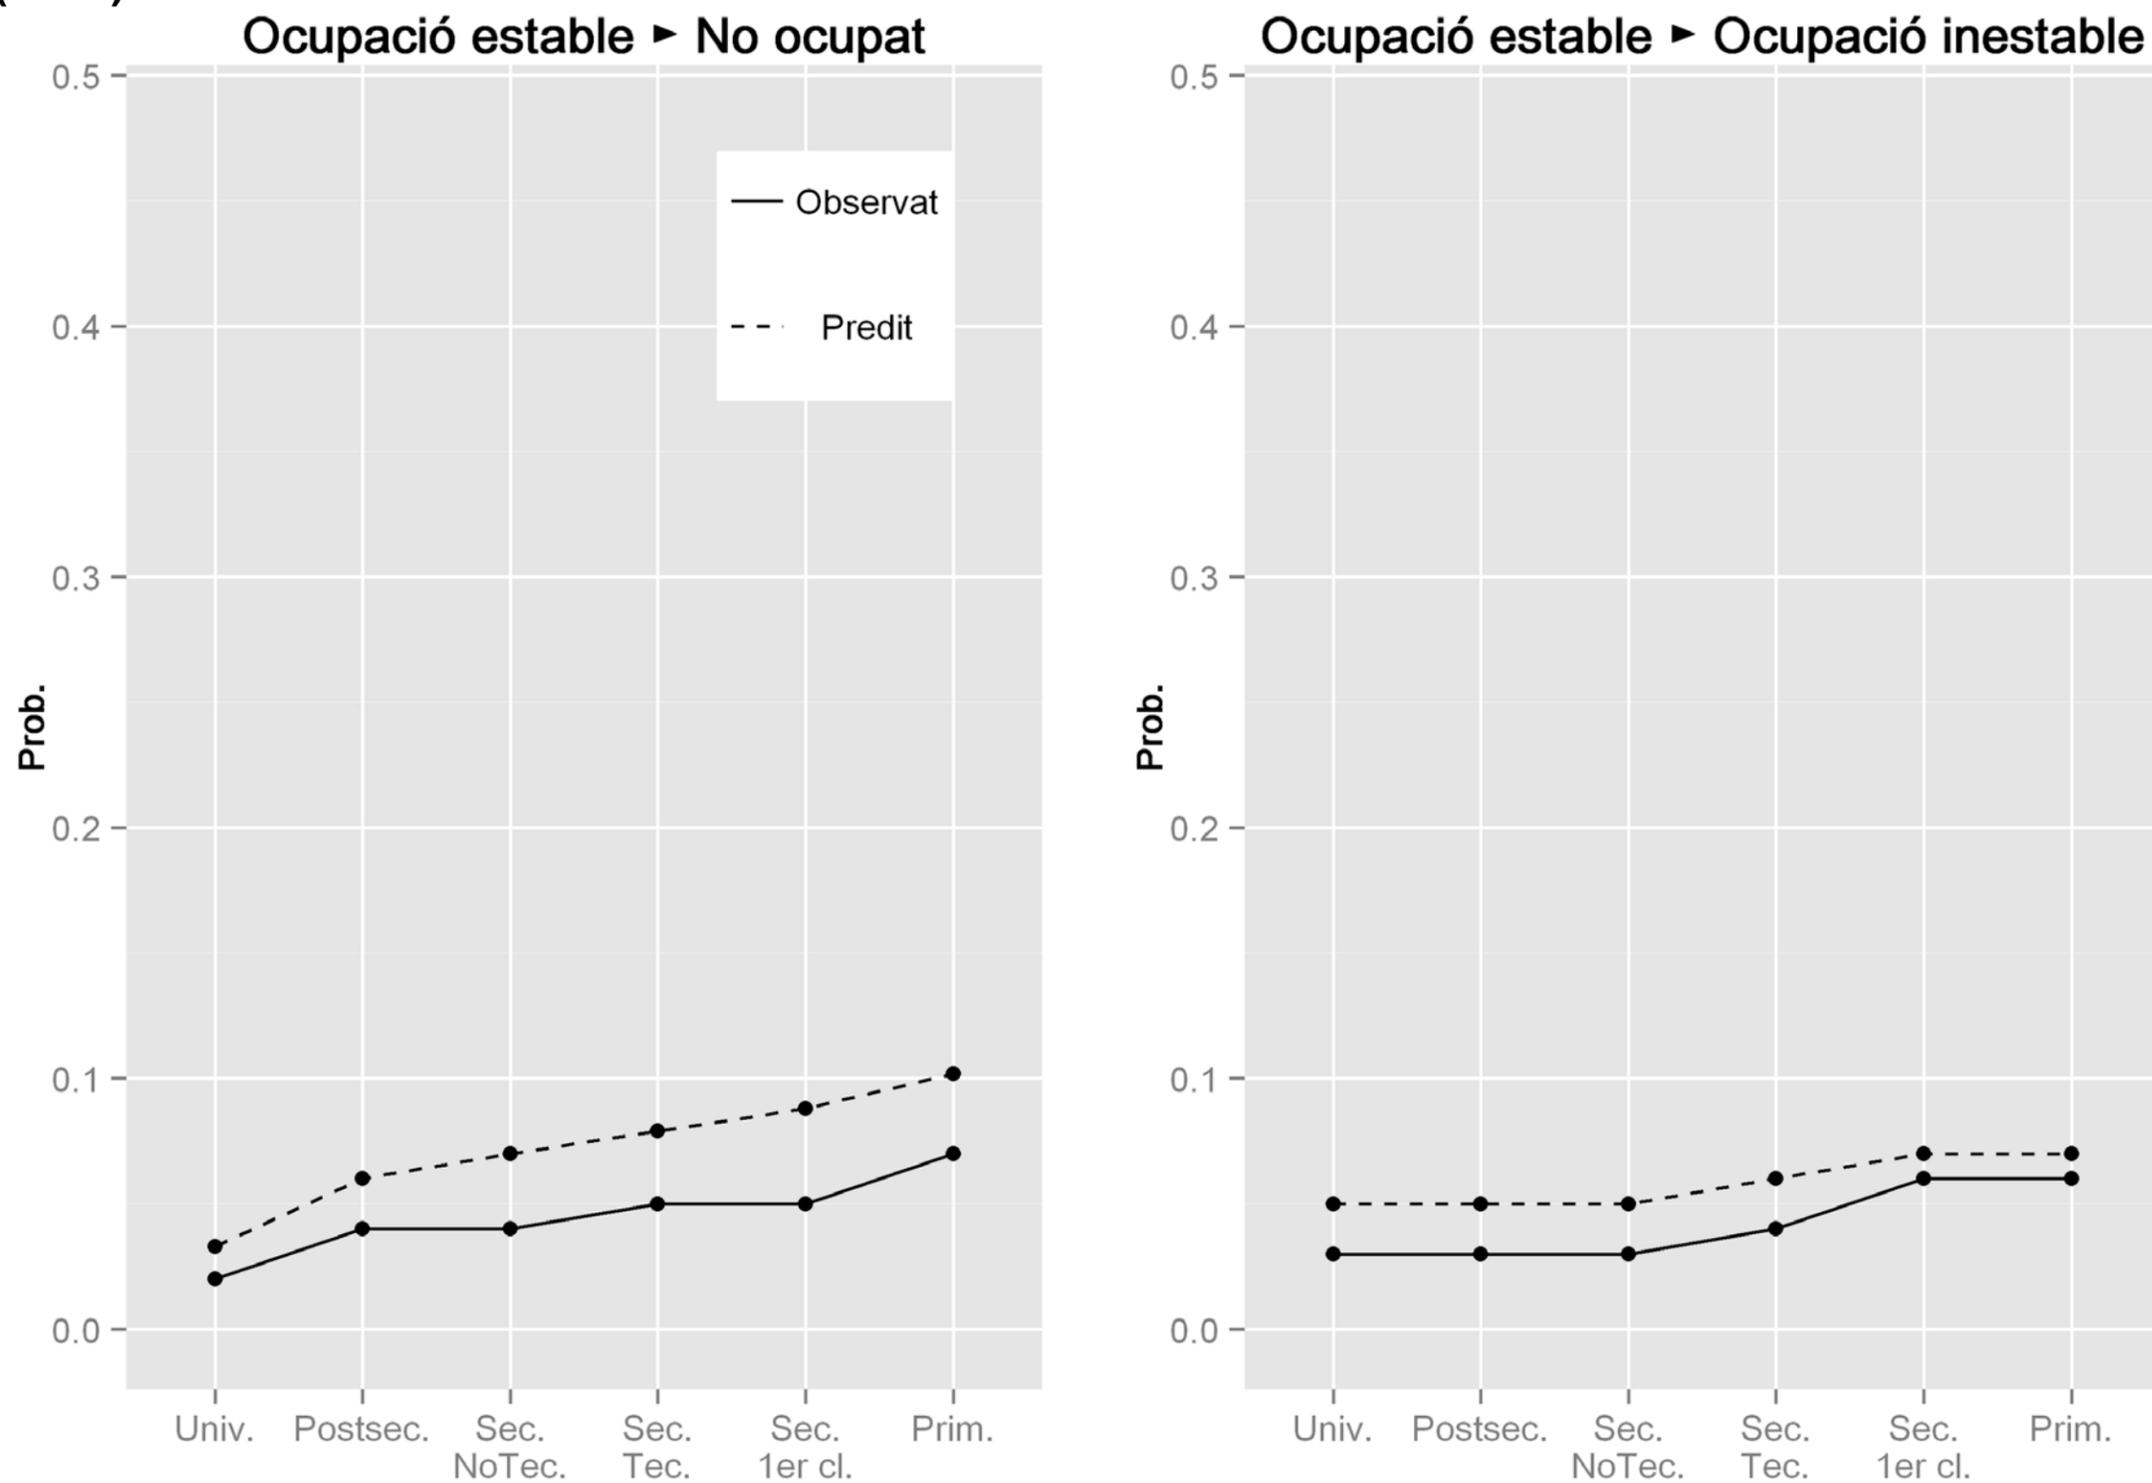 Ocupació estable ► No ocupat
0.5
0.4
0.3
0.2
0.1
0.0
Prob.
Observat
Predit
Univ. Postsec. Sec. Sec. Sec. Prim.
NoTec. Tec. 1er cl.
Ocupació estable ► Ocupació inestable
0.5
0.4
0.3
0.2
0.1
0.0
Prob.
Univ. Postsec. Sec. Sec. Sec. Prim.
NoTec. Tec. 1er cl.